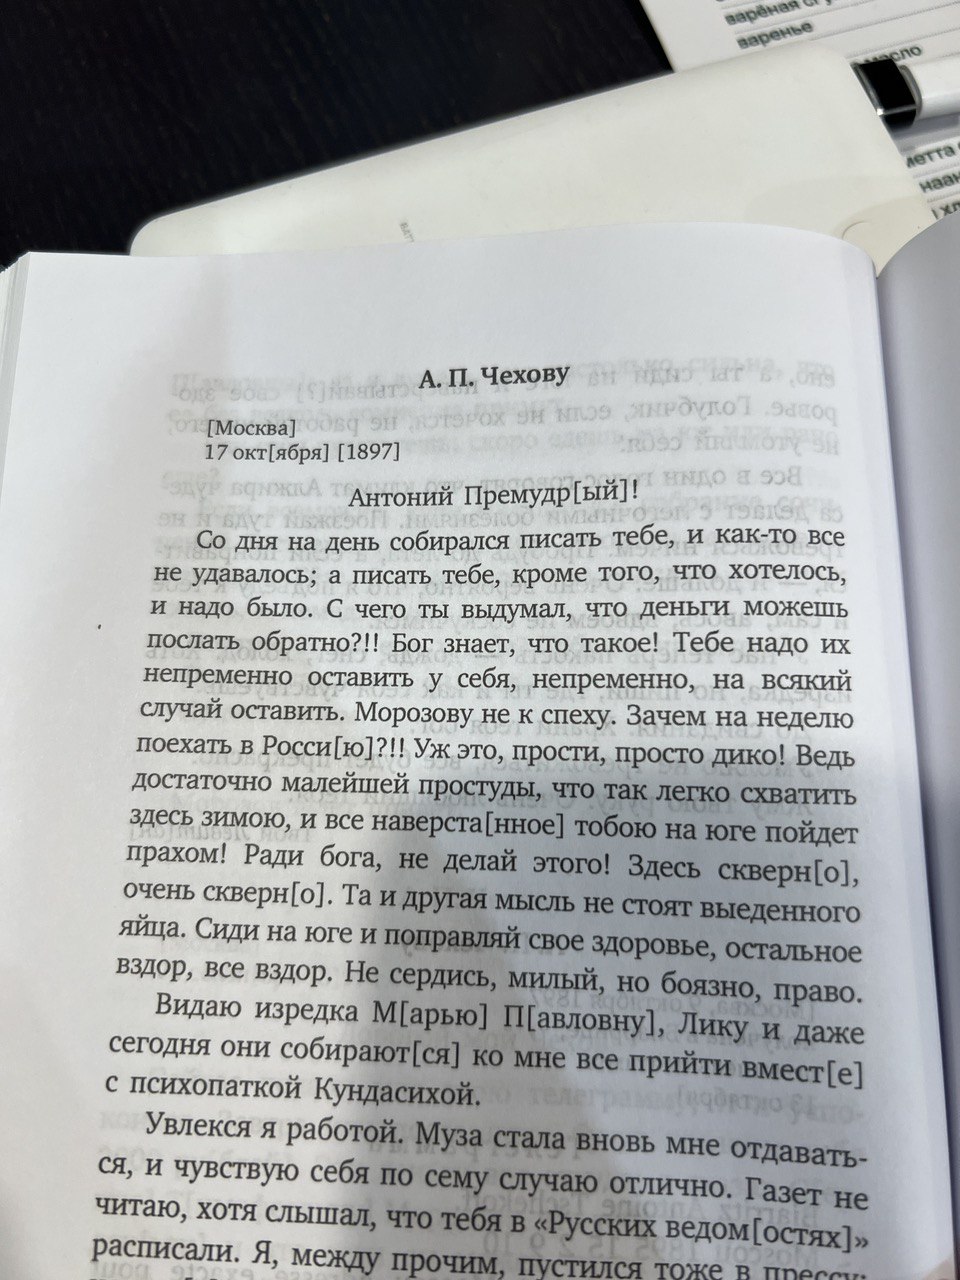 варёная
варенье
масло
А. П. Чехову
[Москва]
17 окт[ября] [1897]
Антоний Премудр[ый]!
Со дня на день собирался писать тебе, и как-то все
не удавалось; а писать тебе, кроме того, что хотелось,
и надо было. С чего ты выдумал, что деньги можешь
послать обратно?!! Бог знает, что такое! Тебе надо их
непременно оставить у себя, непременно, на всякий
случай оставить. Морозову не к спеху. Зачем на неделю
поехать в Росси[ю]?!! Уж это, прости, просто дико! Ведь
достаточно малейшей простуды, что так легко схватить
здесь зимою, и все наверста[нное] тобою на юге пойдет
прахом! Ради бога, не делай этого! Здесь скверн[о],
очень скверн[о]. Та и другая мысль не стоят выеденного
яйца. Сиди на юге и поправляй свое здоровье, остальное
вздор, все вздор. Не сердись, милый, но боязно, право.
Видаю изредка М[арью] П[авловну], Лику и даже
сегодня они собирают[ся] ко мне все прийти вмест[е]
с психопаткой Кундасихой.
Увлекся я работой. Муза стала вновь мне отдавать-
ся, и чувствую себя по сему случаю отлично. Газет не
читаю, хотя слышал, что тебя в «Русских ведом[остях]»
расписали. Я, между прочим, пустился тоже в прессу: